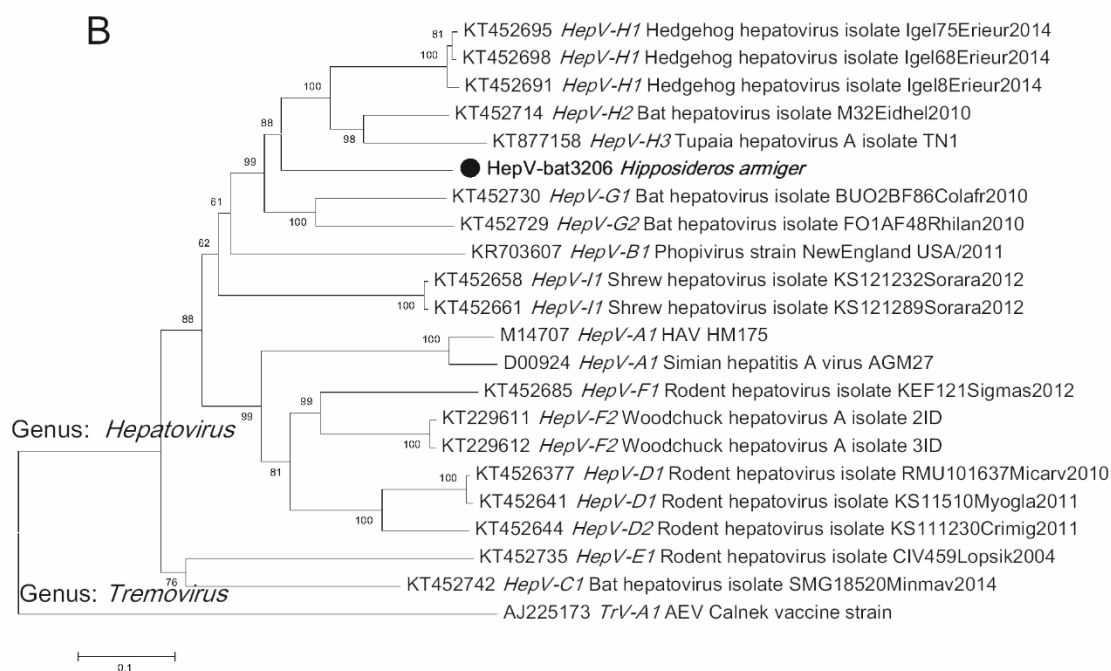 B
81
KT452695 HepV-H1 Hedgehog hepatovirus isolate Igel75Erieur2014
100
KT452698 HepV-H1 Hedgehog hepatovirus isolate Igel68Erieur2014
100
KT452691 HepV-H1 Hedgehog hepatovirus isolate Igel8Erieur2014
88
KT452714 HepV-H2 Bat hepatovirus isolate M32Eidhel2010
98
KT877158 HepV-H3 Tupaia hepatovirus A isolate TN1
99
HepV-bat3206 Hipposideros armiger
61
KT452730 HepV-G1 Bat hepatovirus isolate BUO2BF86Colafr2010
100
KT452729 HepV-G2 Bat hepatovirus isolate FO1AF48Rhilan2010
62
KR703607 HepV-B1 Phopivirus strain NewEngland USA/2011
KT452658 HepV-I1 Shrew hepatovirus isolate KS121232Sorara2012
100
KT452661 HepV-I1 Shrew hepatovirus isolate KS121289Sorara2012
88
M14707 HepV-A1 HAV HM175
100
D00924 HepV-A1 Simian hepatitis A virus AGM27
99
KT452685 HepV-F1 Rodent hepatovirus isolate KEF121Sigmas2012
99
KT229611 HepV-F2 Woodchuck hepatovirus A isolate 2ID
Genus: Hepatovirus
100
KT229612 HepV-F2 Woodchuck hepatovirus A isolate 3ID
81
KT4526377 HepV-D1 Rodent hepatovirus isolate RMU101637Micarv2010
100
KT452641 HepV-D1 Rodent hepatovirus isolate KS11510Myogla2011
100
KT452644 HepV-D2 Rodent hepatovirus isolate KS111230Crimig2011
KT452735 HepV-E1 Rodent hepatovirus isolate CIV459Lopsik2004
76
KT452742 HepV-C1 Bat hepatovirus isolate SMG18520Minmav2014
Genus: Tremovirus
AJ225173 TrV-A1 AEV Calnek vaccine strain
0.1